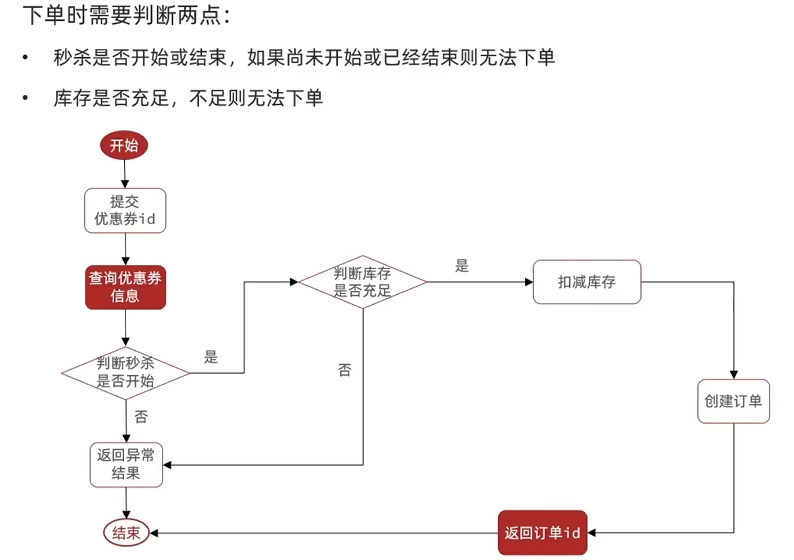 下单时需要判断两点：
• 秒杀是否开始或结束，如果尚未开始或已经结束则无法下单
• 库存是否充足，不足则无法下单
开始
提交
优惠券id
查询优惠券
信息
判断秒杀
是否开始
是
否
返回异常
结果
结束
判断库存
是否充足
是
否
扣减库存
创建订单
返回订单id